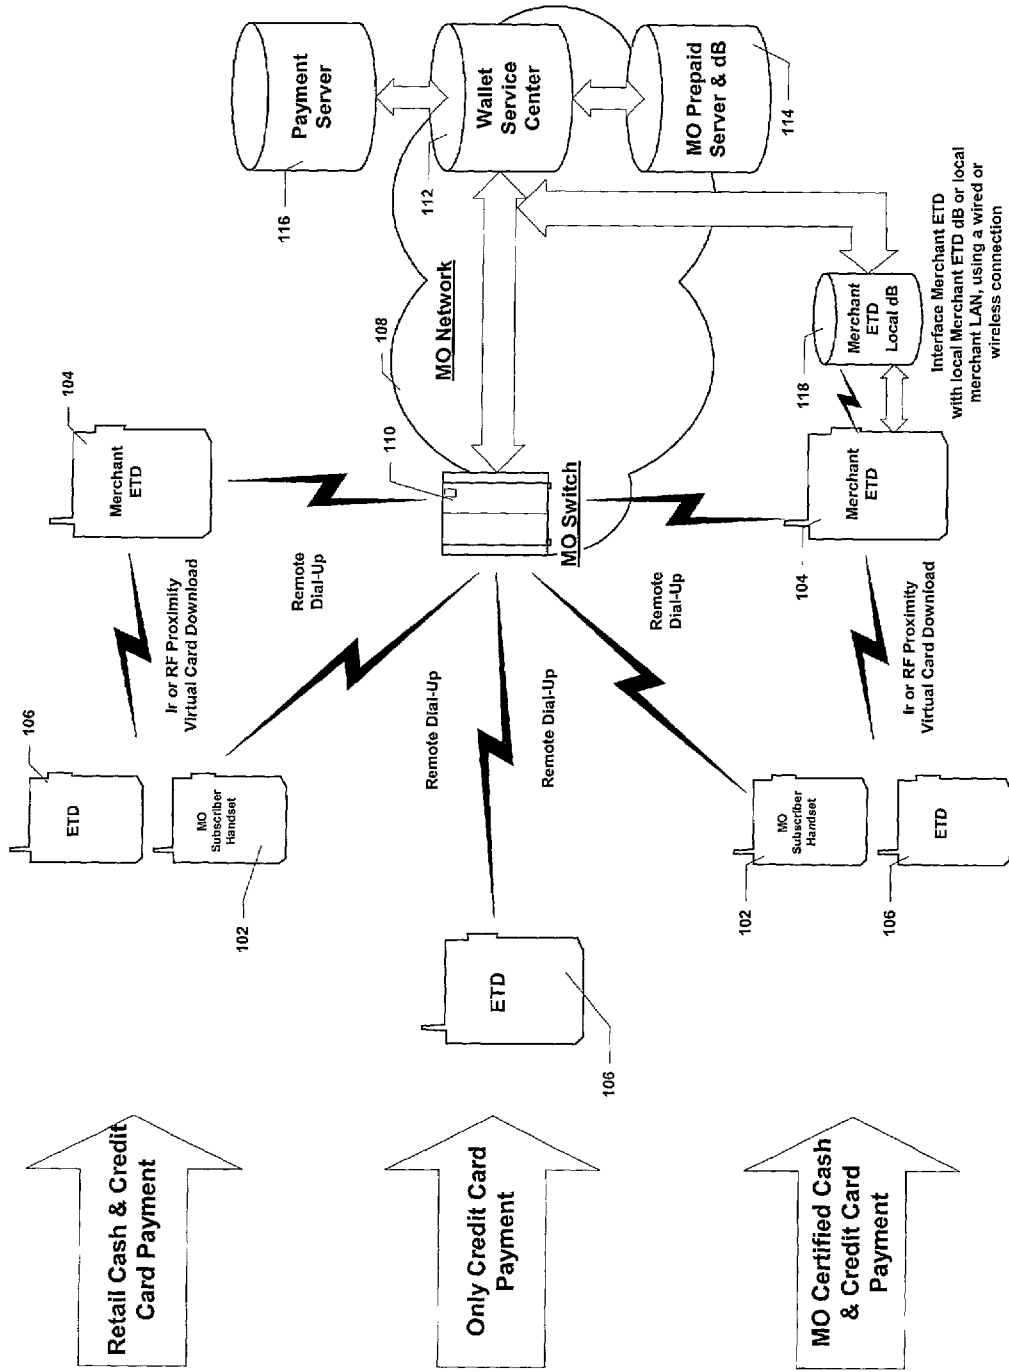 Retail Cash & Credit
Card Payment
Only Credit Card
Payment
MO Certified Cash
& Credit Card
Payment
106
ETD
MO
Subscriber
Handset
102
ETD
106
102
MO
Subscriber
Handset
106
ETD
Ir or RF Proximity
Virtual Card Download
Remote
Dial-Up
Remote Dial-Up
Remote Dial-Up
Remote
Dial-Up
Ir or RF Proximity
Virtual Card Download
104
Merchant
ETD
110
MO Switch
104
Merchant
ETD
108
MO Network
118
Merchant
ETD
Local dB
Interface Merchant ETD
with local Merchant ETD dB or local
merchant LAN, using a wired or
wireless connection
116
Payment
Server
112
Wallet
Service
Center
MO Prepaid
Server & dB
114